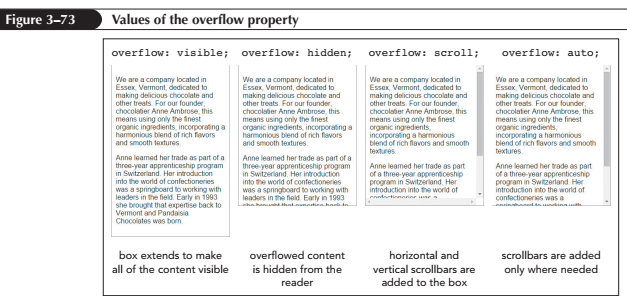 Figure 3–73 Values of the overflow property
overflow: visible;
We are a company located in
Essex, Vermont, dedicated to
making delicious chocolate and
other treats. For our founder,
chocolatier Anne Ambrose, this
means using only the finest
organic ingredients, incorporating a
harmonious blend of rich flavors
and smooth textures.
Anne learned her trade as part of a
three-year apprenticeship program
in Switzerland. Her introduction
into the world of confectioneries
was a springboard to working with
leaders in the field. Early in 1993
she brought that expertise back to
Vermont and Pandaisia
Chocolates was born.
box extends to make
all of the content visible
overflow: hidden;
We are a company located in
Essex, Vermont, dedicated to
making delicious chocolate and
other treats. For our founder,
chocolatier Anne Ambrose, this
means using only the finest
organic ingredients, incorporating a
harmonious blend of rich flavors
and smooth textures.
Anne learned her trade as part of a
three-year apprenticeship program
in Switzerland. Her introduction
into the world of confectioneries
was a springboard to working with
leaders in the field. Early in 1993
she brought that expertise back to
overflowed content
is hidden from the
reader
overflow: scroll;
We are a company located in
Essex, Vermont, dedicated to
making delicious chocolate and
other treats. For our founder,
chocolatier Anne Ambrose, this
means using only the finest
organic ingredients,
incorporating a harmonious
blend of rich flavors and smooth
textures.
Anne learned her trade as part
of a three-year apprenticeship
program in Switzerland. Her
introduction into the world of
confectioneries was a
horizontal and
vertical scrollbars are
added to the box
overflow: auto;
We are a company located in
Essex, Vermont, dedicated to
making delicious chocolate and
other treats. For our founder,
chocolatier Anne Ambrose, this
means using only the finest
organic ingredients,
incorporating a harmonious
blend of rich flavors and smooth
textures.
Anne learned her trade as part
of a three-year apprenticeship
program in Switzerland. Her
introduction into the world of
confectioneries was a
springboard to working with
scrollbars are added
only where needed